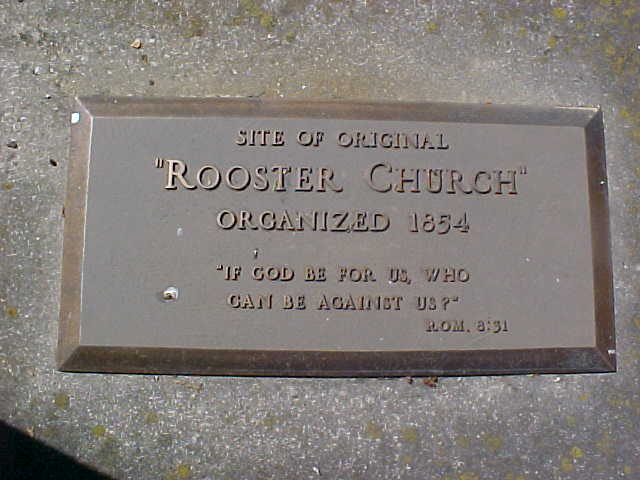 SITE OF ORIGINAL
"ROOSTER CHURCH"
ORGANIZED 1854
"IF GOD BE FOR US, WHO
CAN BE AGAINST US?"
ROM. 8:31